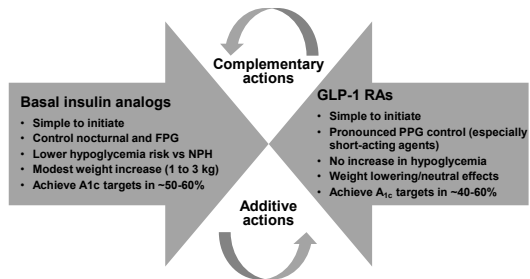 Complementary
actions
Basal insulin analogs
• Simple to initiate
• Control nocturnal and FPG
• Lower hypoglycemia risk vs NPH
• Modest weight increase (1 to 3 kg)
• Achieve A1c targets in ~50-60%
GLP-1 RAs
• Simple to initiate
• Pronounced PPG control (especially
short-acting agents)
• No increase in hypoglycemia
• Weight lowering/neutral effects
• Achieve A1c targets in ~40-60%
Additive
actions